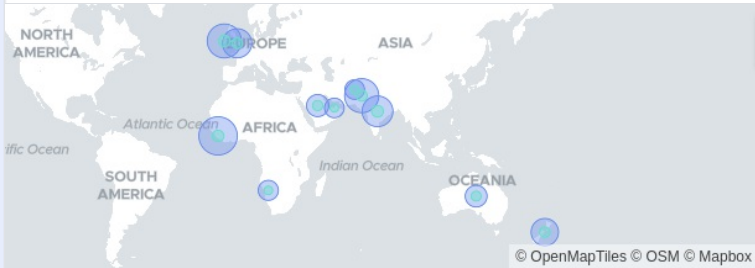 NORTH
AMERICA
EUROPE
ASIA
Atlantic Ocean
AFRICA
ific Ocean
Indian Ocean
SOUTH
AMERICA
OCEANIA
© OpenMapTiles © OSM © Mapbox